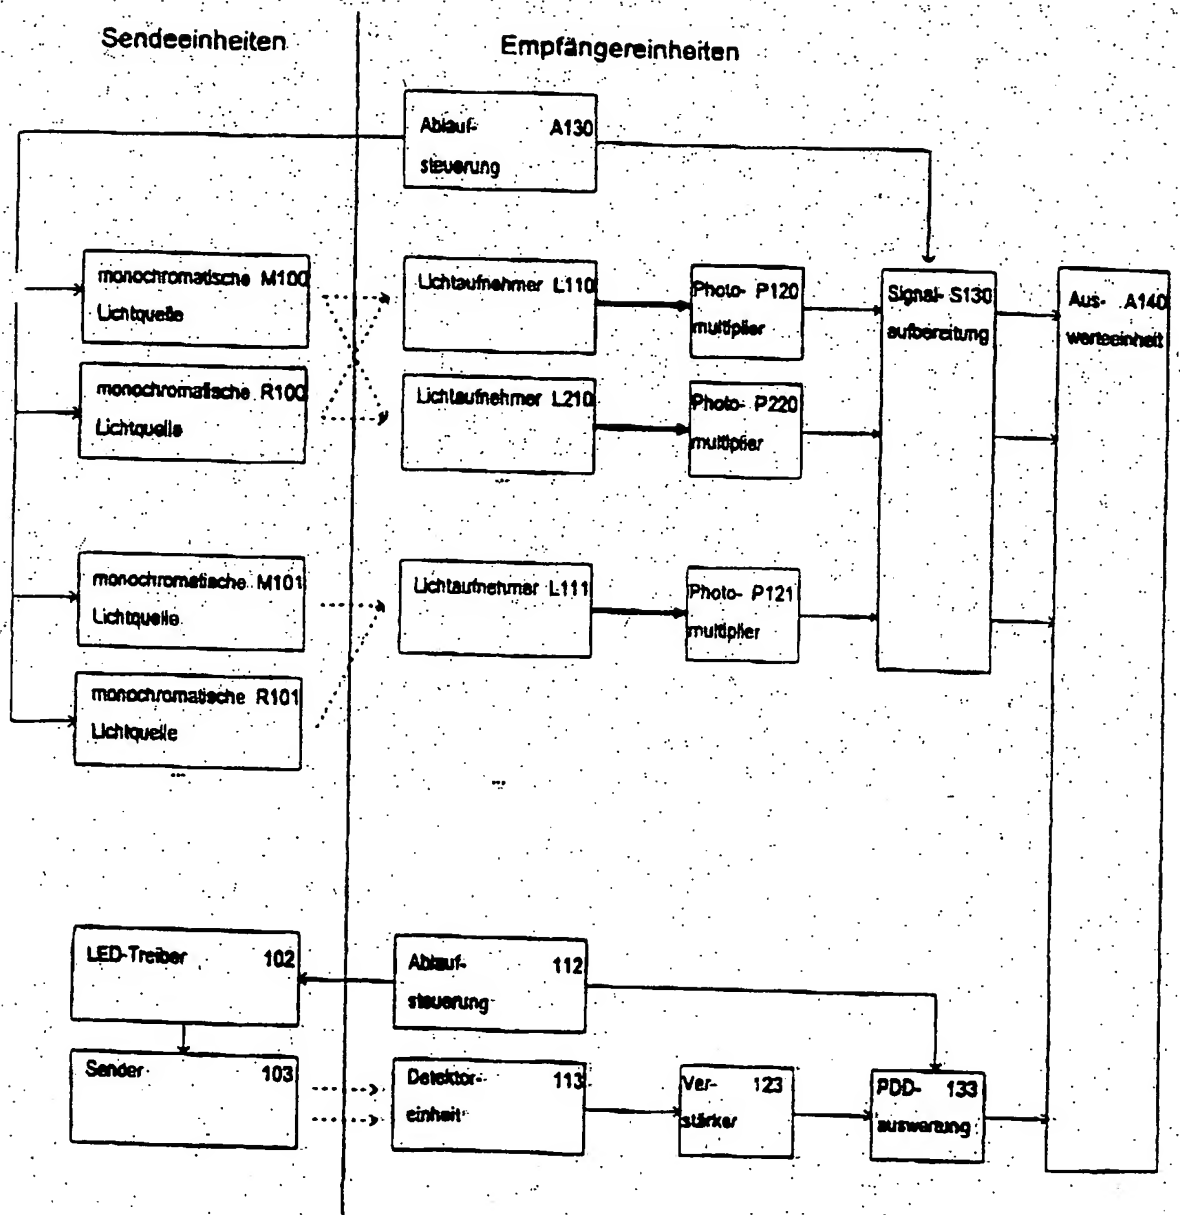 Sendeeinheiten
Empfängereinheiten
Ablauf- A130
steuerung
monochromatische M100
Lichtquelle
Lichtaufnehmer L110
Photo- P120
multiplier
Signal- S130
aufbereitung
Aus- A140
werteeinheit
monochromatische R100
Lichtquelle
Lichtaufnehmer L210
Photo- P220
multiplier
...
monochromatische M101
Lichtquelle
Lichtaufnehmer L111
Photo- P121
multiplier
monochromatische R101
Lichtquelle
...
...
LED-Treiber 102
Ablauf- 112
steuerung
Sender 103
Detektor- 113
einheit
Ver- 123
stärker
PDD- 133
auswertung